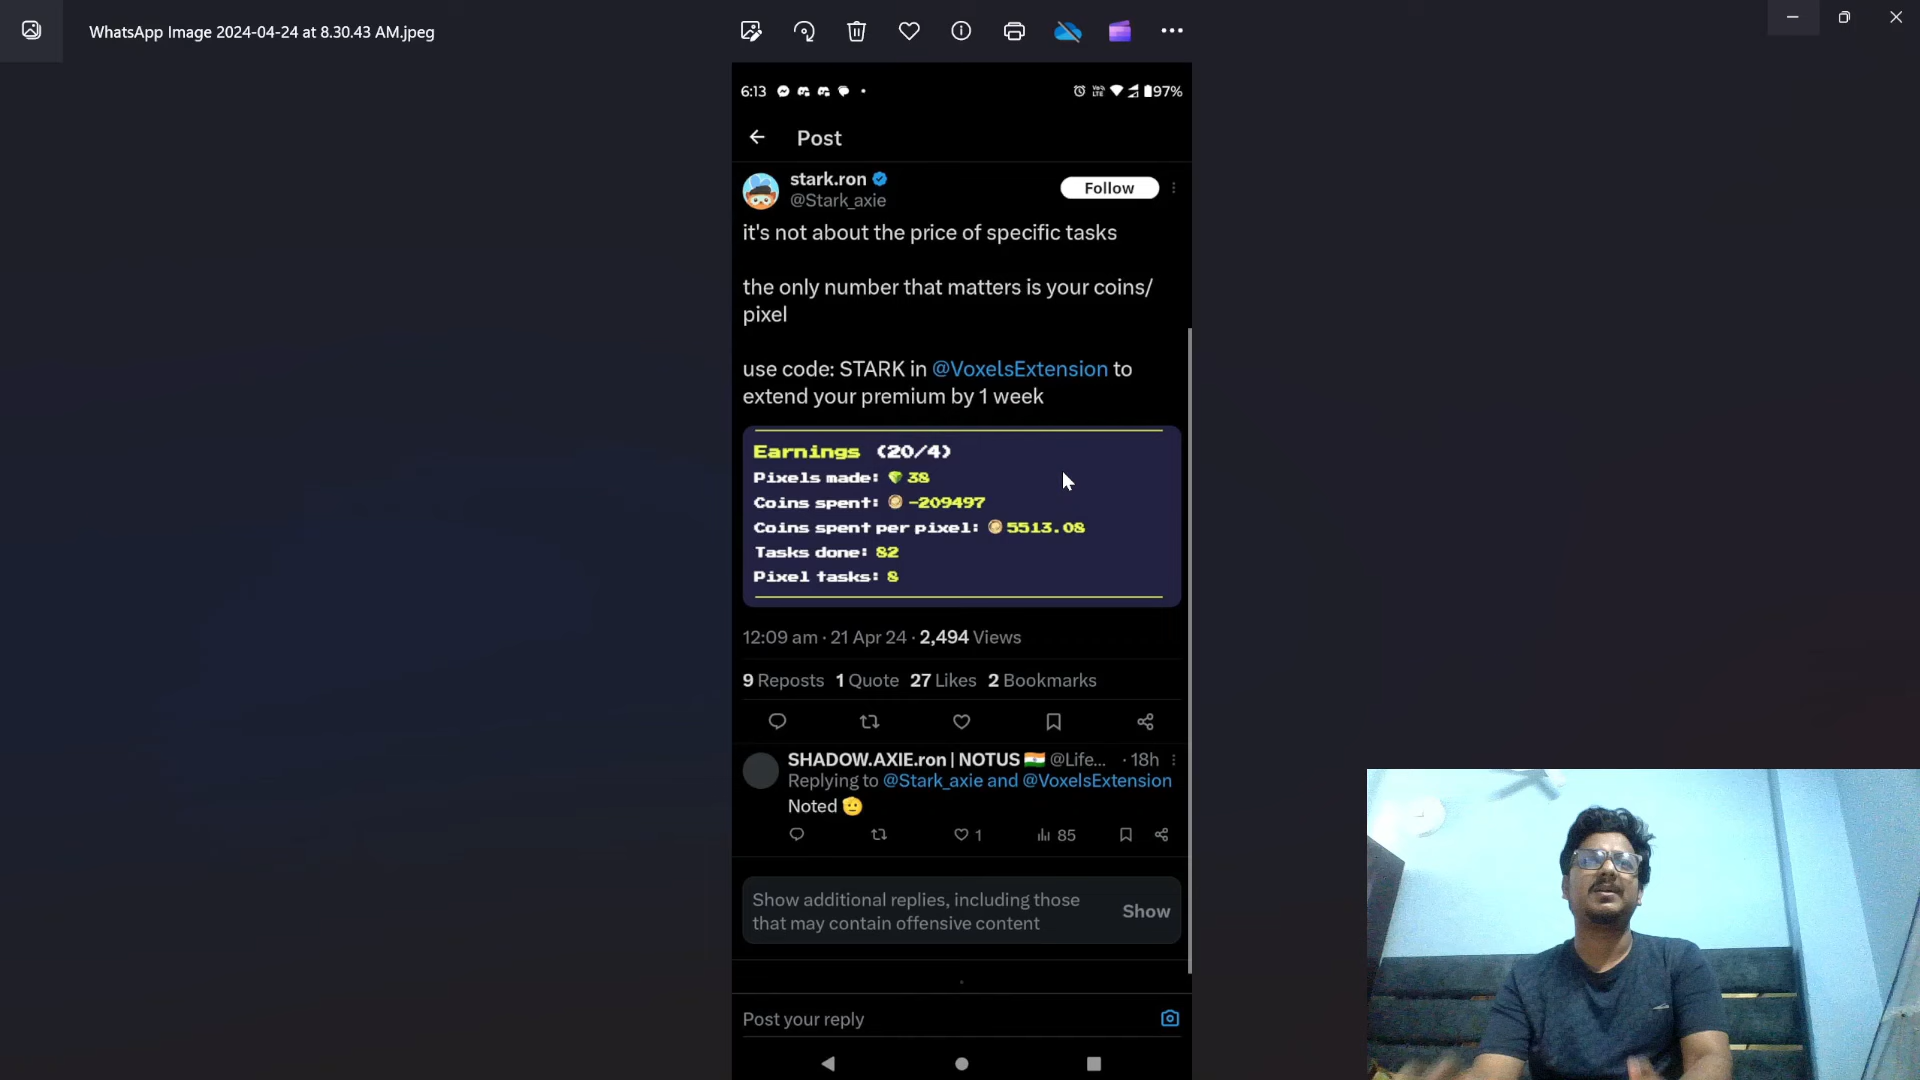 WhatsApp Image 2024-04-24 at 8.30.43 AM.jpeg
6:13
97%
Post
stark.ron
@Stark_axie
Follow
it's not about the price of specific tasks
the only number that matters is your coins/
pixel
use code: STARK in @VoxelsExtension to
extend your premium by 1 week
Earnings (20/4)
Pixels made: 38
Coins spent: -209497
Coins spent per pixel: 5513.08
Tasks done: 82
Pixel tasks: 8
12:09 am · 21 Apr 24 · 2,494 Views
9 Reposts 1 Quote 27 Likes 2 Bookmarks
SHADOW.AXIE.ron | NOTUS 🇮🇳 @Life... · 18h
Replying to @Stark_axie and @VoxelsExtension
Noted 🫡
1 85
Show additional replies, including those
that may contain offensive content
Show
Post your reply